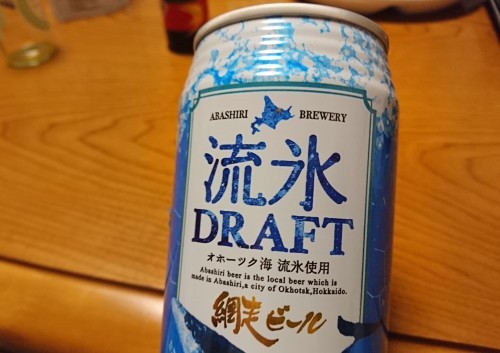 ABASHIRI BREWERY
流氷
DRAFT
オホーツク海 流氷使用
Abashiri beer is the local beer which is
made in Abashiri,a city of Okhotsk,Hokkaido.
網走ビール